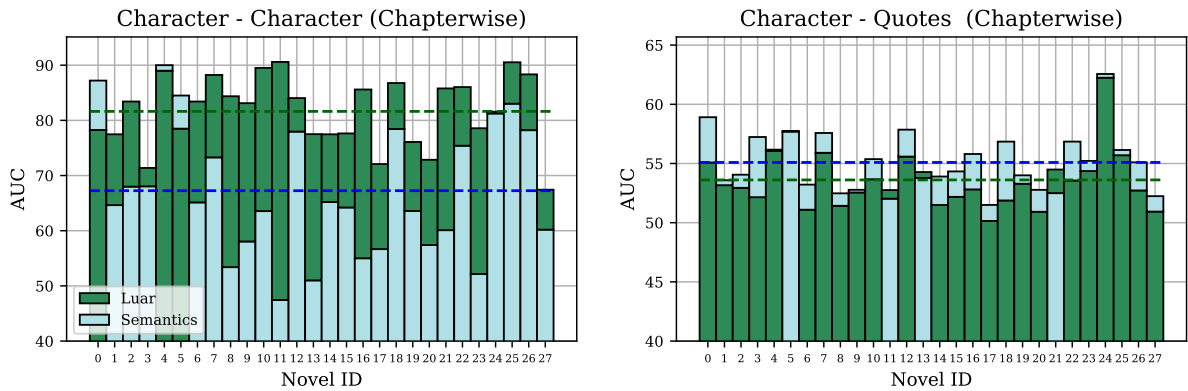 Character - Character (Chapterwise)
AUC
90
80
70
60
50
40
Luar
Semantics
0 1 2 3 4 5 6 7 8 9 10 11 12 13 14 15 16 17 18 19 20 21 22 23 24 25 26 27
Novel ID
Character - Quotes (Chapterwise)
AUC
65
60
55
50
45
40
0 1 2 3 4 5 6 7 8 9 10 11 12 13 14 15 16 17 18 19 20 21 22 23 24 25 26 27
Novel ID